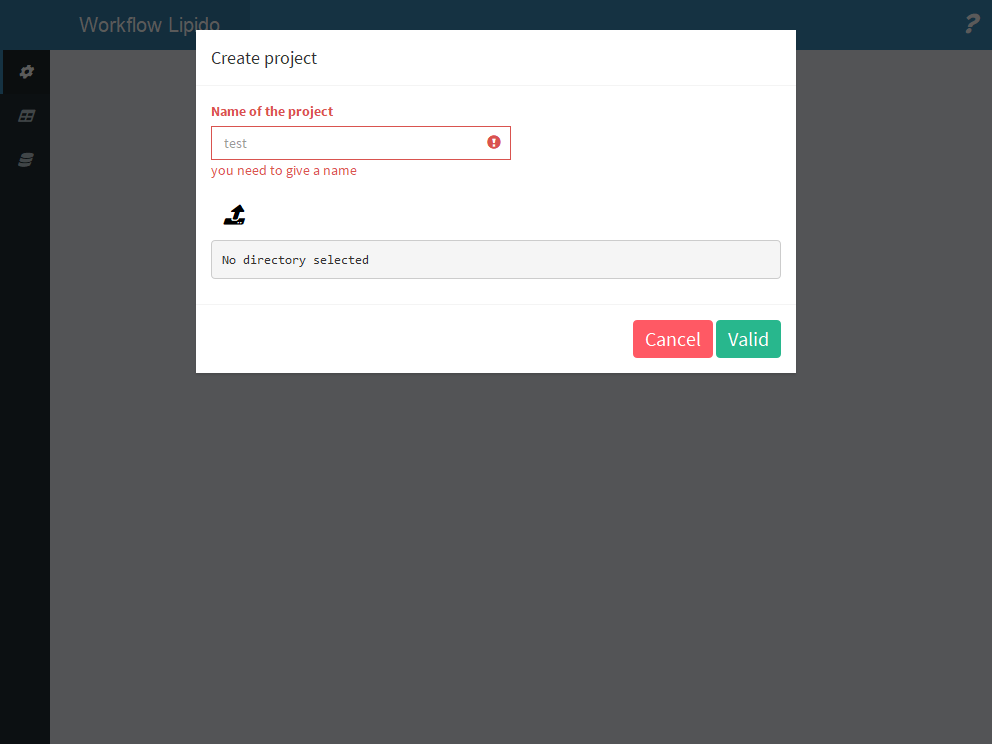 Workflow Lipido
?
Create project
Name of the project
test
you need to give a name
No directory selected
Cancel Valid